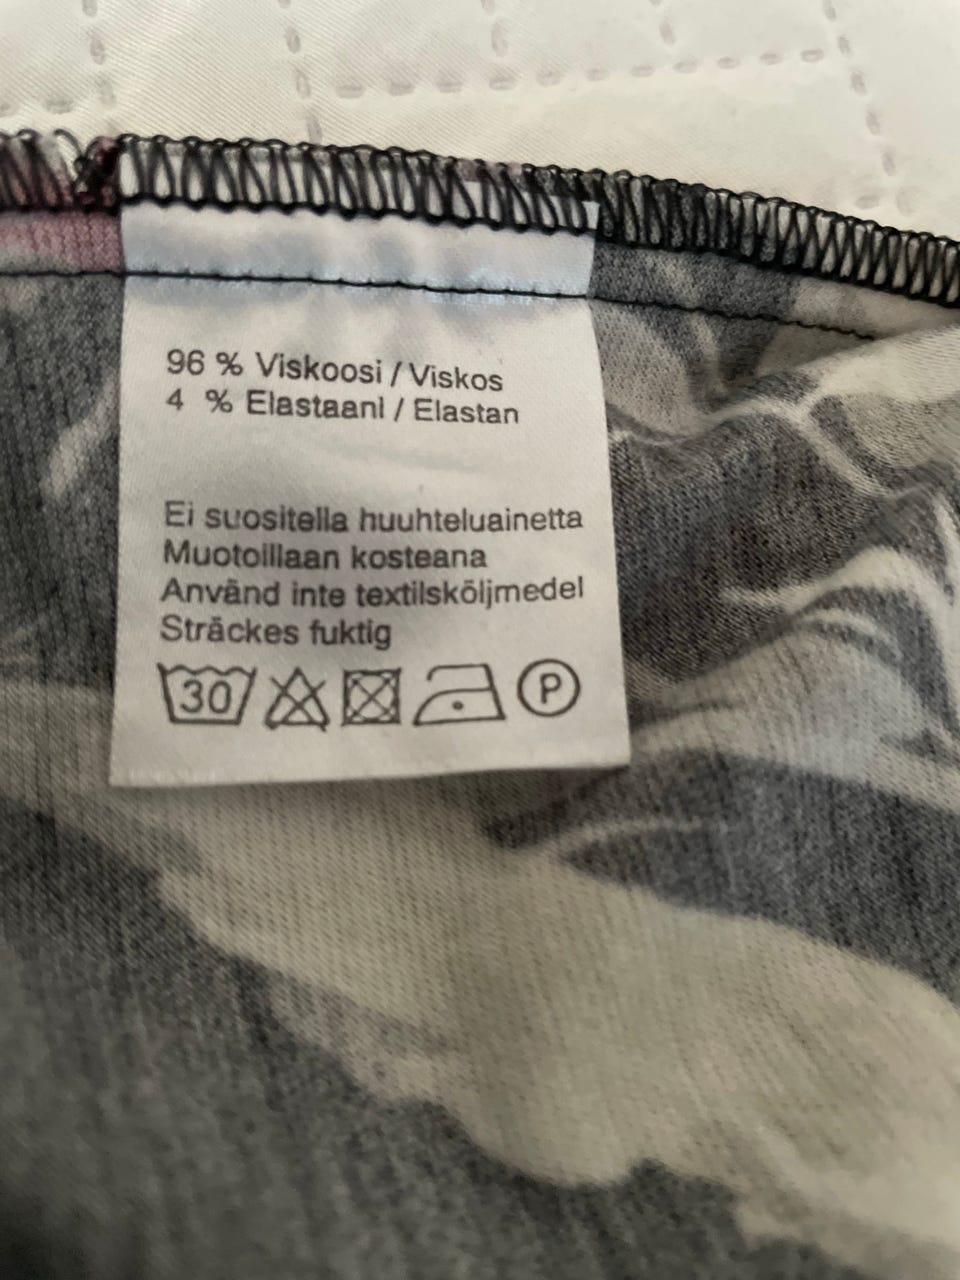 96 % Viskoosi / Viskos
4 % Elastaani / Elastan
Ei suositella huuhteluainetta
Muotoillaan kosteana
Använd inte textilsköljmedel
Sträckes fuktig
30 P